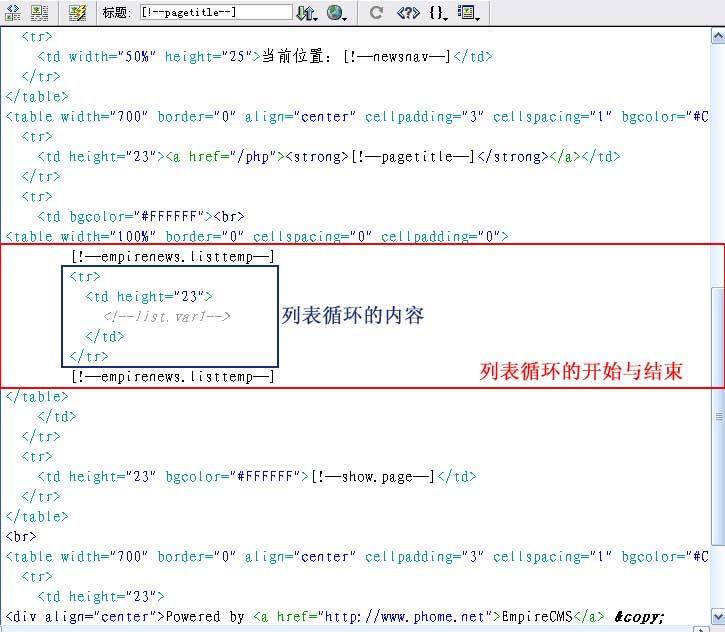 标题: [!--pagetitle--]
<tr>
<td width="50%" height="25">当前位置: [!--newsnav--]</td>
</tr>
</table>
<table width="700" border="0" align="center" cellpadding="3" cellspacing="1" bgcolor="#C
<tr>
<td height="23"><a href="/php"><strong>[!--pagetitle--]</strong></a></td>
</tr>
<tr>
<td bgcolor="#FFFFFF"><br>
<table width="100%" border="0" cellspacing="0" cellpadding="0">
[!--empirenews.listtemp--]
<tr>
<td height="23">
<!--list.var1-->
列表循环的内容
</td>
</tr>
列表循环的开始与结束
[!--empirenews.listtemp--]
</table>
</td>
</tr>
<tr>
<td height="23" bgcolor="#FFFFFF">[!--show.page--]</td>
</tr>
</table>
<br>
<table width="700" border="0" align="center" cellpadding="3" cellspacing="1" bgcolor="#C
<tr>
<td height="23">
<div align="center">Powered by <a href="http://www.phome.net">EmpireCMS</a> &copy;